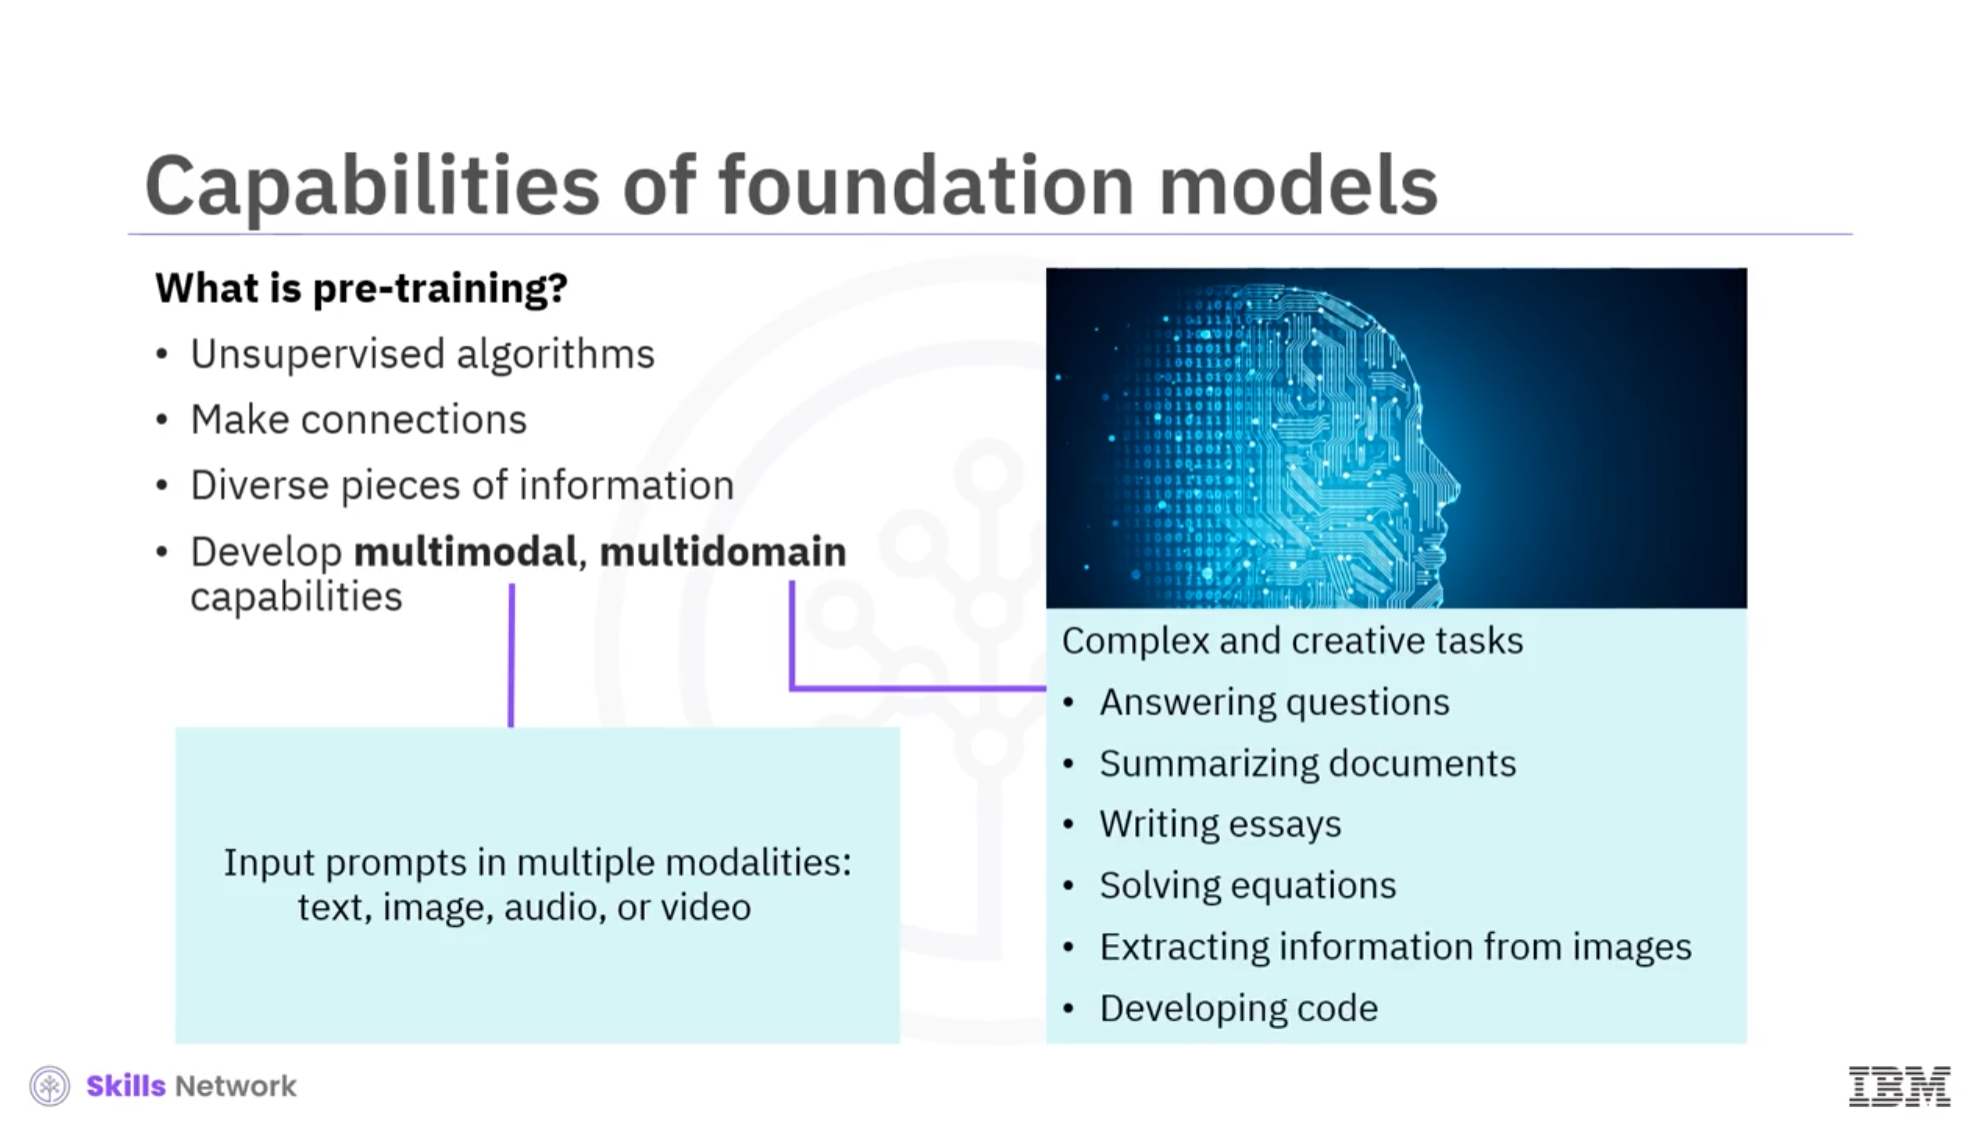 Capabilities of foundation models
What is pre-training?
• Unsupervised algorithms
• Make connections
• Diverse pieces of information
• Develop multimodal, multidomain
capabilities
Input prompts in multiple modalities:
text, image, audio, or video
Complex and creative tasks
• Answering questions
• Summarizing documents
• Writing essays
• Solving equations
• Extracting information from images
• Developing code
Skills Network
IBM